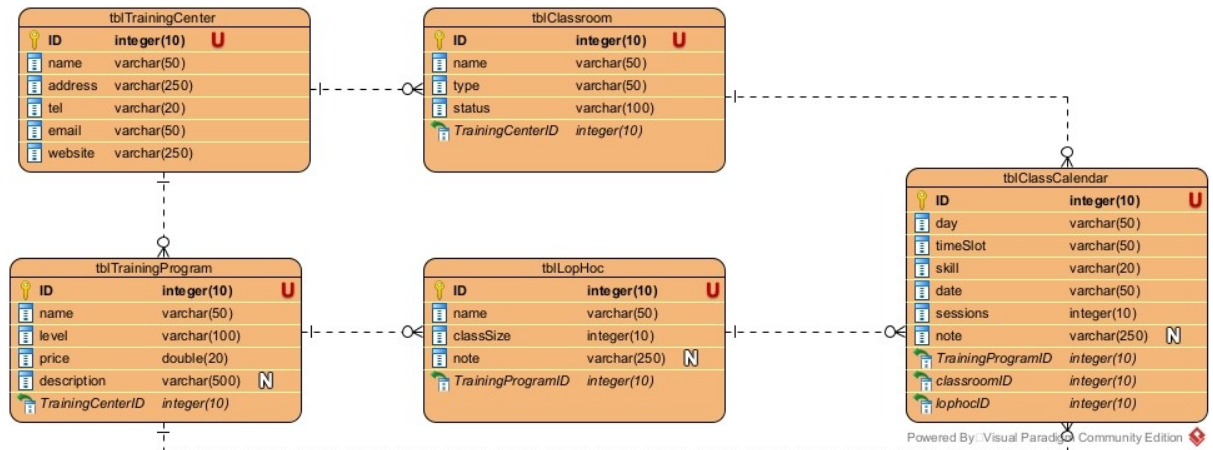 tblTrainingCenter
ID integer(10) U
name varchar(50)
address varchar(250)
tel varchar(20)
email varchar(50)
website varchar(250)
tblClassroom
ID integer(10) U
name varchar(50)
type varchar(50)
status varchar(100)
TrainingCenterID integer(10)
tblClassCalendar
ID integer(10) U
day varchar(50)
timeSlot varchar(50)
skill varchar(20)
date varchar(50)
sessions integer(10)
note varchar(250) N
TrainingProgramID integer(10)
classroomID integer(10)
lophocID integer(10)
tblTrainingProgram
ID integer(10) U
name varchar(50)
level varchar(100)
price double(20)
description varchar(500) N
TrainingCenterID integer(10)
tblLopHoc
ID integer(10) U
name varchar(50)
classSize integer(10)
note varchar(250) N
TrainingProgramID integer(10)
Powered By Visual Paradigm Community Edition